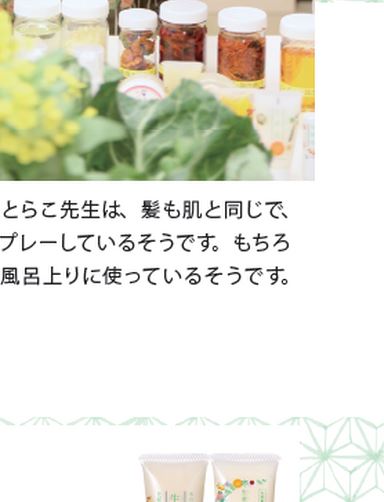 とらこ先生は、髪も肌と同じで、
プレーしているそうです。もちろ
風呂上りに使っているそうです。